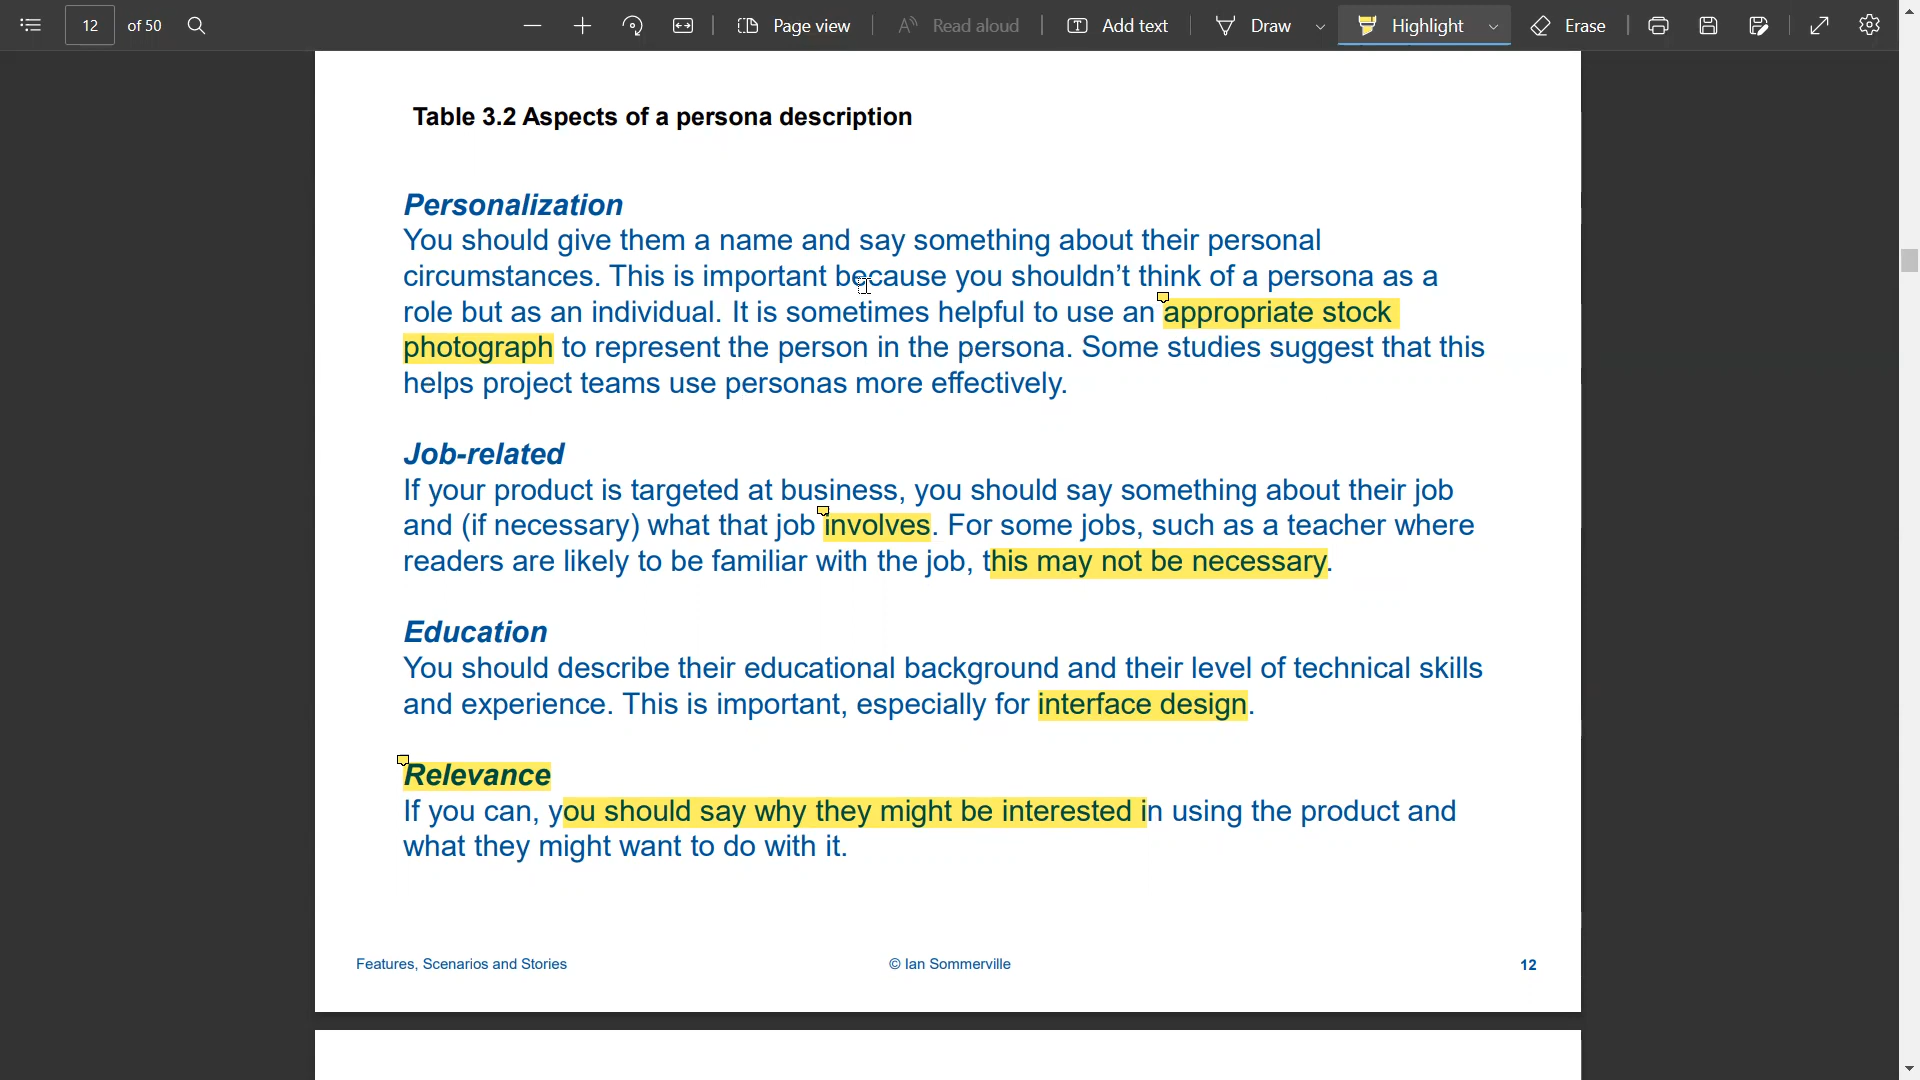 12 of 50 Page view Read aloud Add text Draw Highlight Erase
Table 3.2 Aspects of a persona description
Personalization
You should give them a name and say something about their personal
circumstances. This is important because you shouldn’t think of a persona as a
role but as an individual. It is sometimes helpful to use an appropriate stock
photograph to represent the person in the persona. Some studies suggest that this
helps project teams use personas more effectively.
Job-related
If your product is targeted at business, you should say something about their job
and (if necessary) what that job involves. For some jobs, such as a teacher where
readers are likely to be familiar with the job, this may not be necessary.
Education
You should describe their educational background and their level of technical skills
and experience. This is important, especially for interface design.
Relevance
If you can, you should say why they might be interested in using the product and
what they might want to do with it.
Features, Scenarios and Stories © Ian Sommerville 12